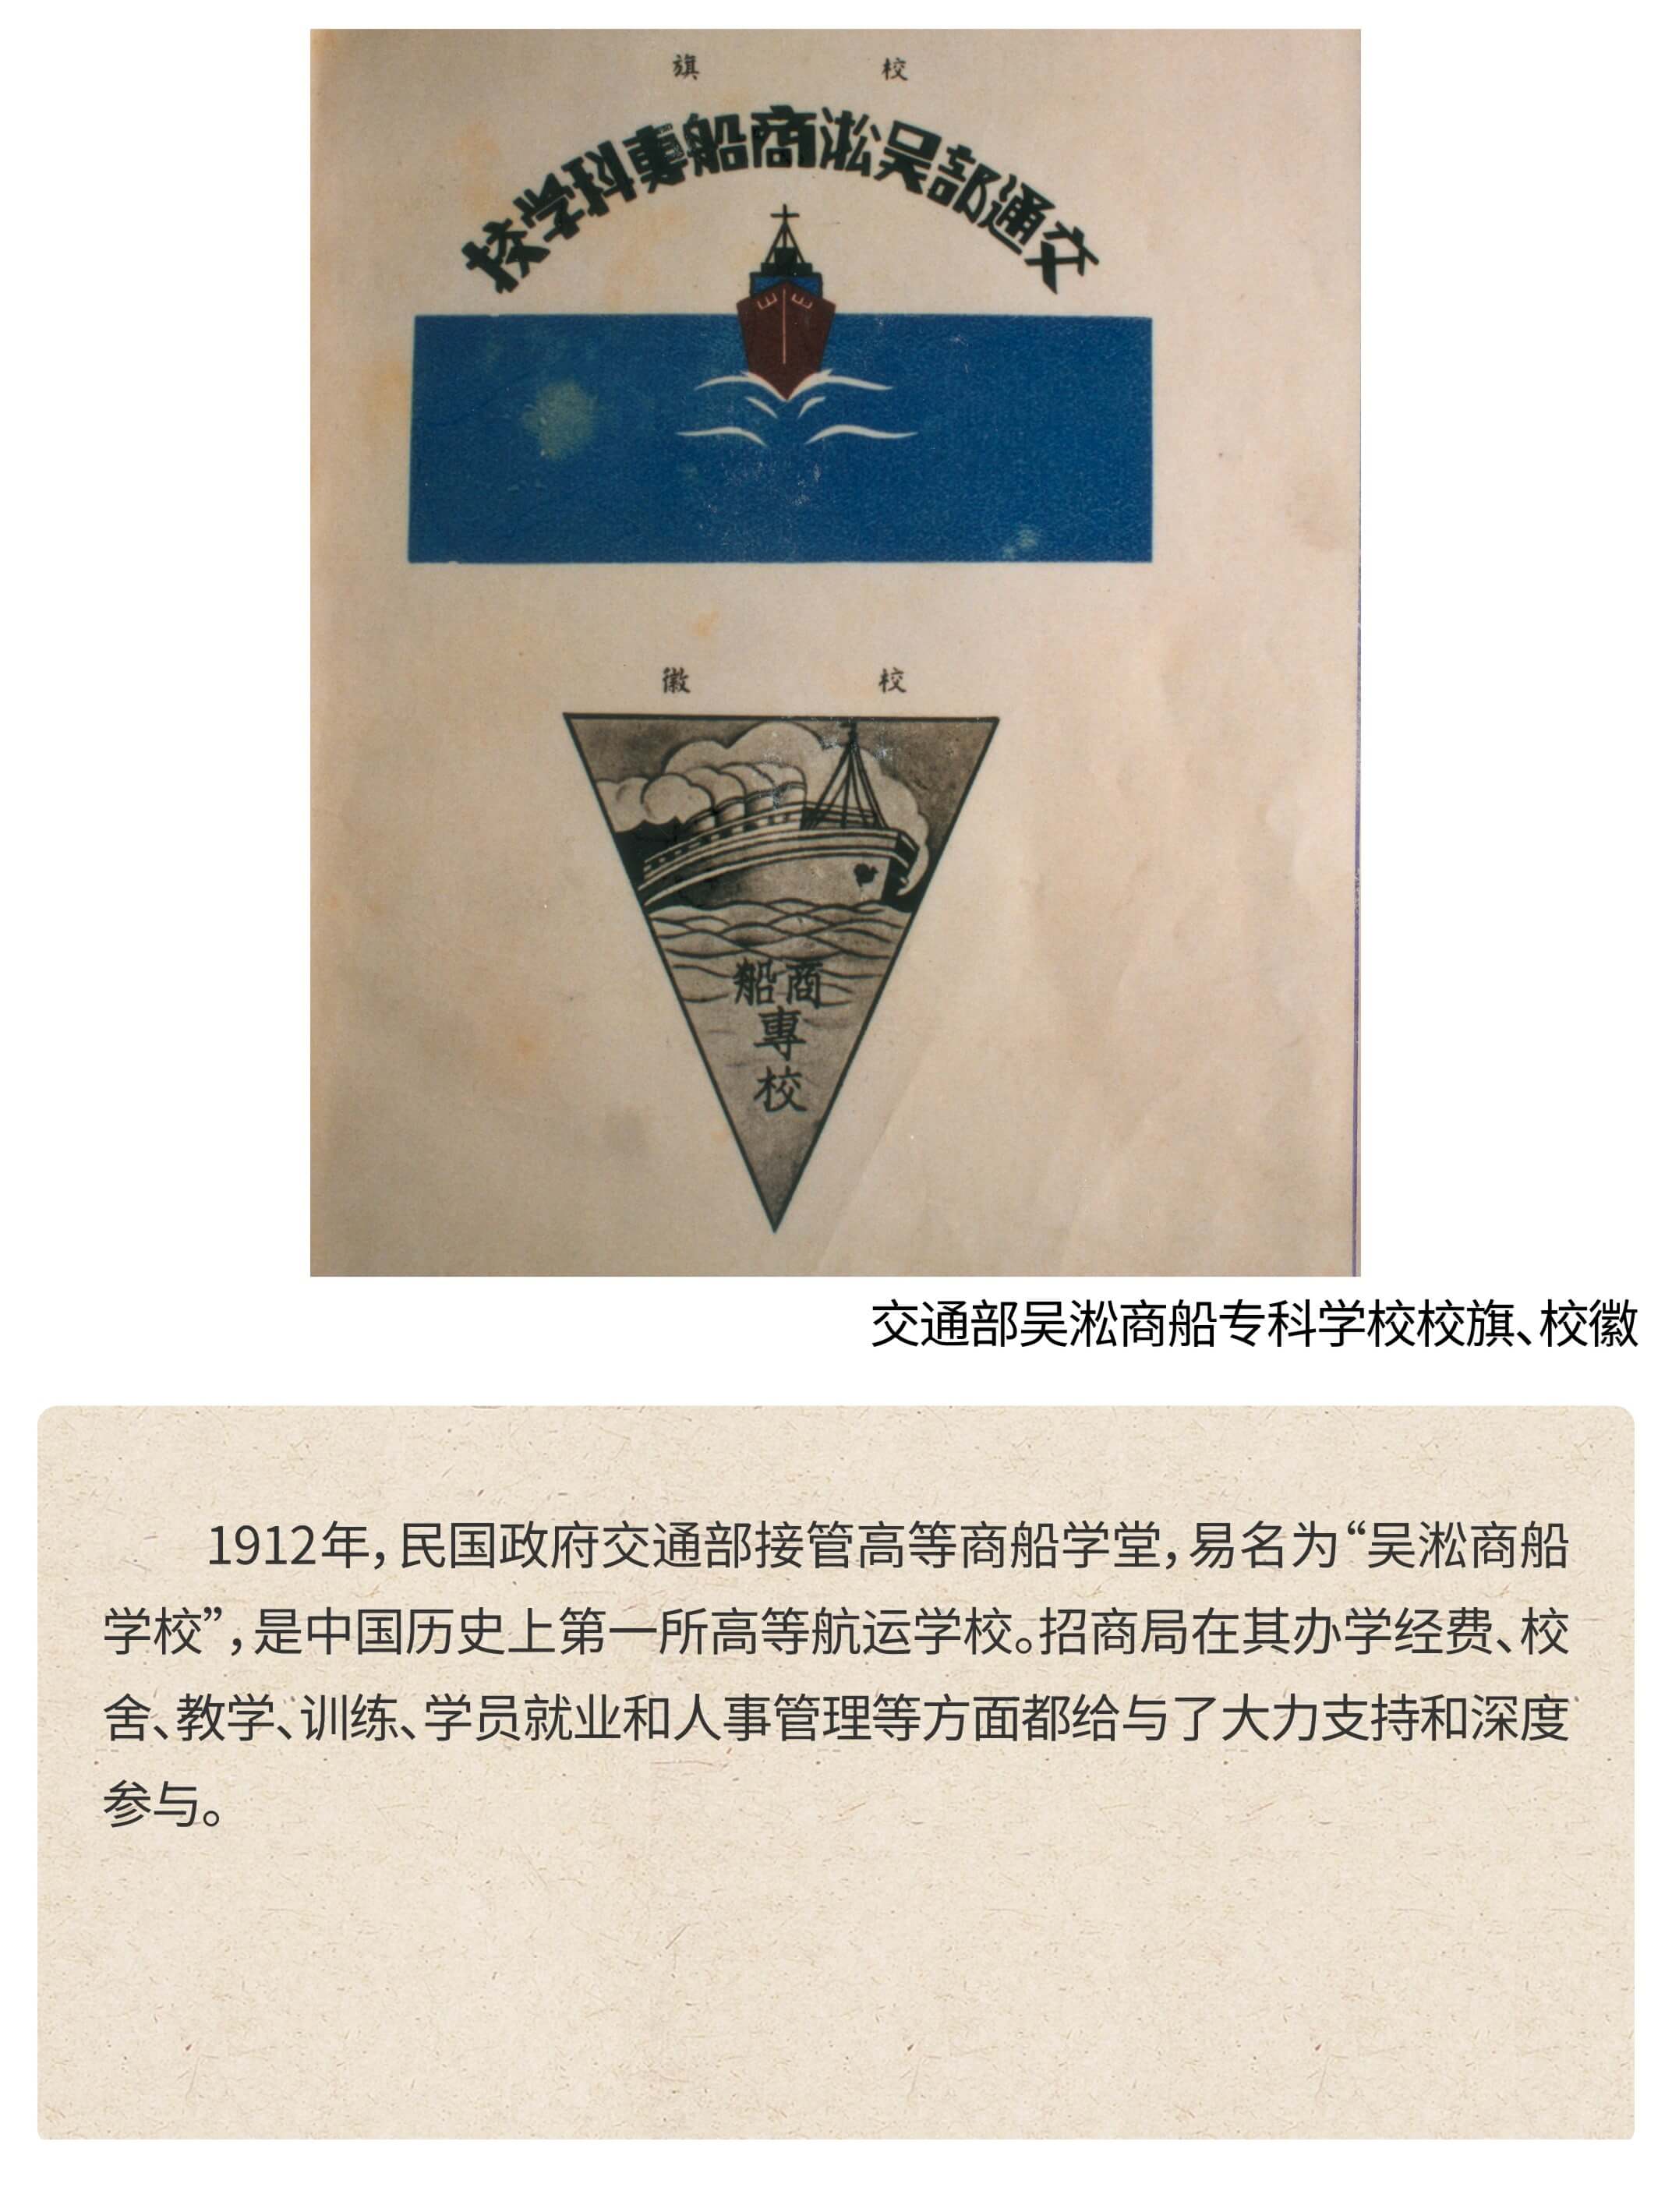 校旗
交通部吴淞商船專科学校
校徽
商船
專
校
交通部吴淞商船专科学校校旗、校徽
1912年，民国政府交通部接管高等商船学堂，易名为“吴淞商船
学校”，是中国历史上第一所高等航运学校。招商局在其办学经费、校
舍、教学、训练、学员就业和人事管理等方面都给与了大力支持和深度
参与。